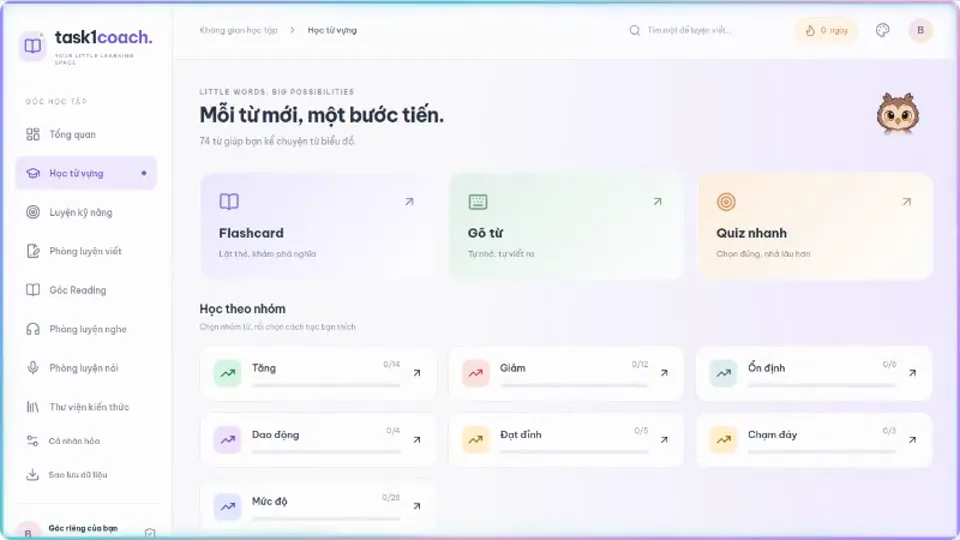 task1coach.
YOUR LITTLE LEARNING SPACE
GÓC HỌC TẬP
Tổng quan
Học từ vựng
Luyện kỹ năng
Phòng luyện viết
Góc Reading
Phòng luyện nghe
Phòng luyện nói
Thư viện kiến thức
Cá nhân hóa
Sao lưu dữ liệu
B
Góc riêng của bạn
Không gian học tập > Học từ vựng
Tìm một từ để luyện viết...
0 ngày
B
LITTLE WORDS, BIG POSSIBILITIES
Mỗi từ mới, một bước tiến.
74 từ giúp bạn kể chuyện từ biểu đồ.
Flashcard
Lật thẻ, khám phá nghĩa
Gõ từ
Tự nhớ, tự viết ra
Quiz nhanh
Chọn đúng, nhớ lâu hơn
Học theo nhóm
Chọn nhóm từ, rồi chọn cách học bạn thích.
Tăng 0/14
Giảm 0/12
Ổn định 0/8
Dao động 0/4
Đạt đỉnh 0/5
Chạm đáy 0/3
Mức độ 0/28